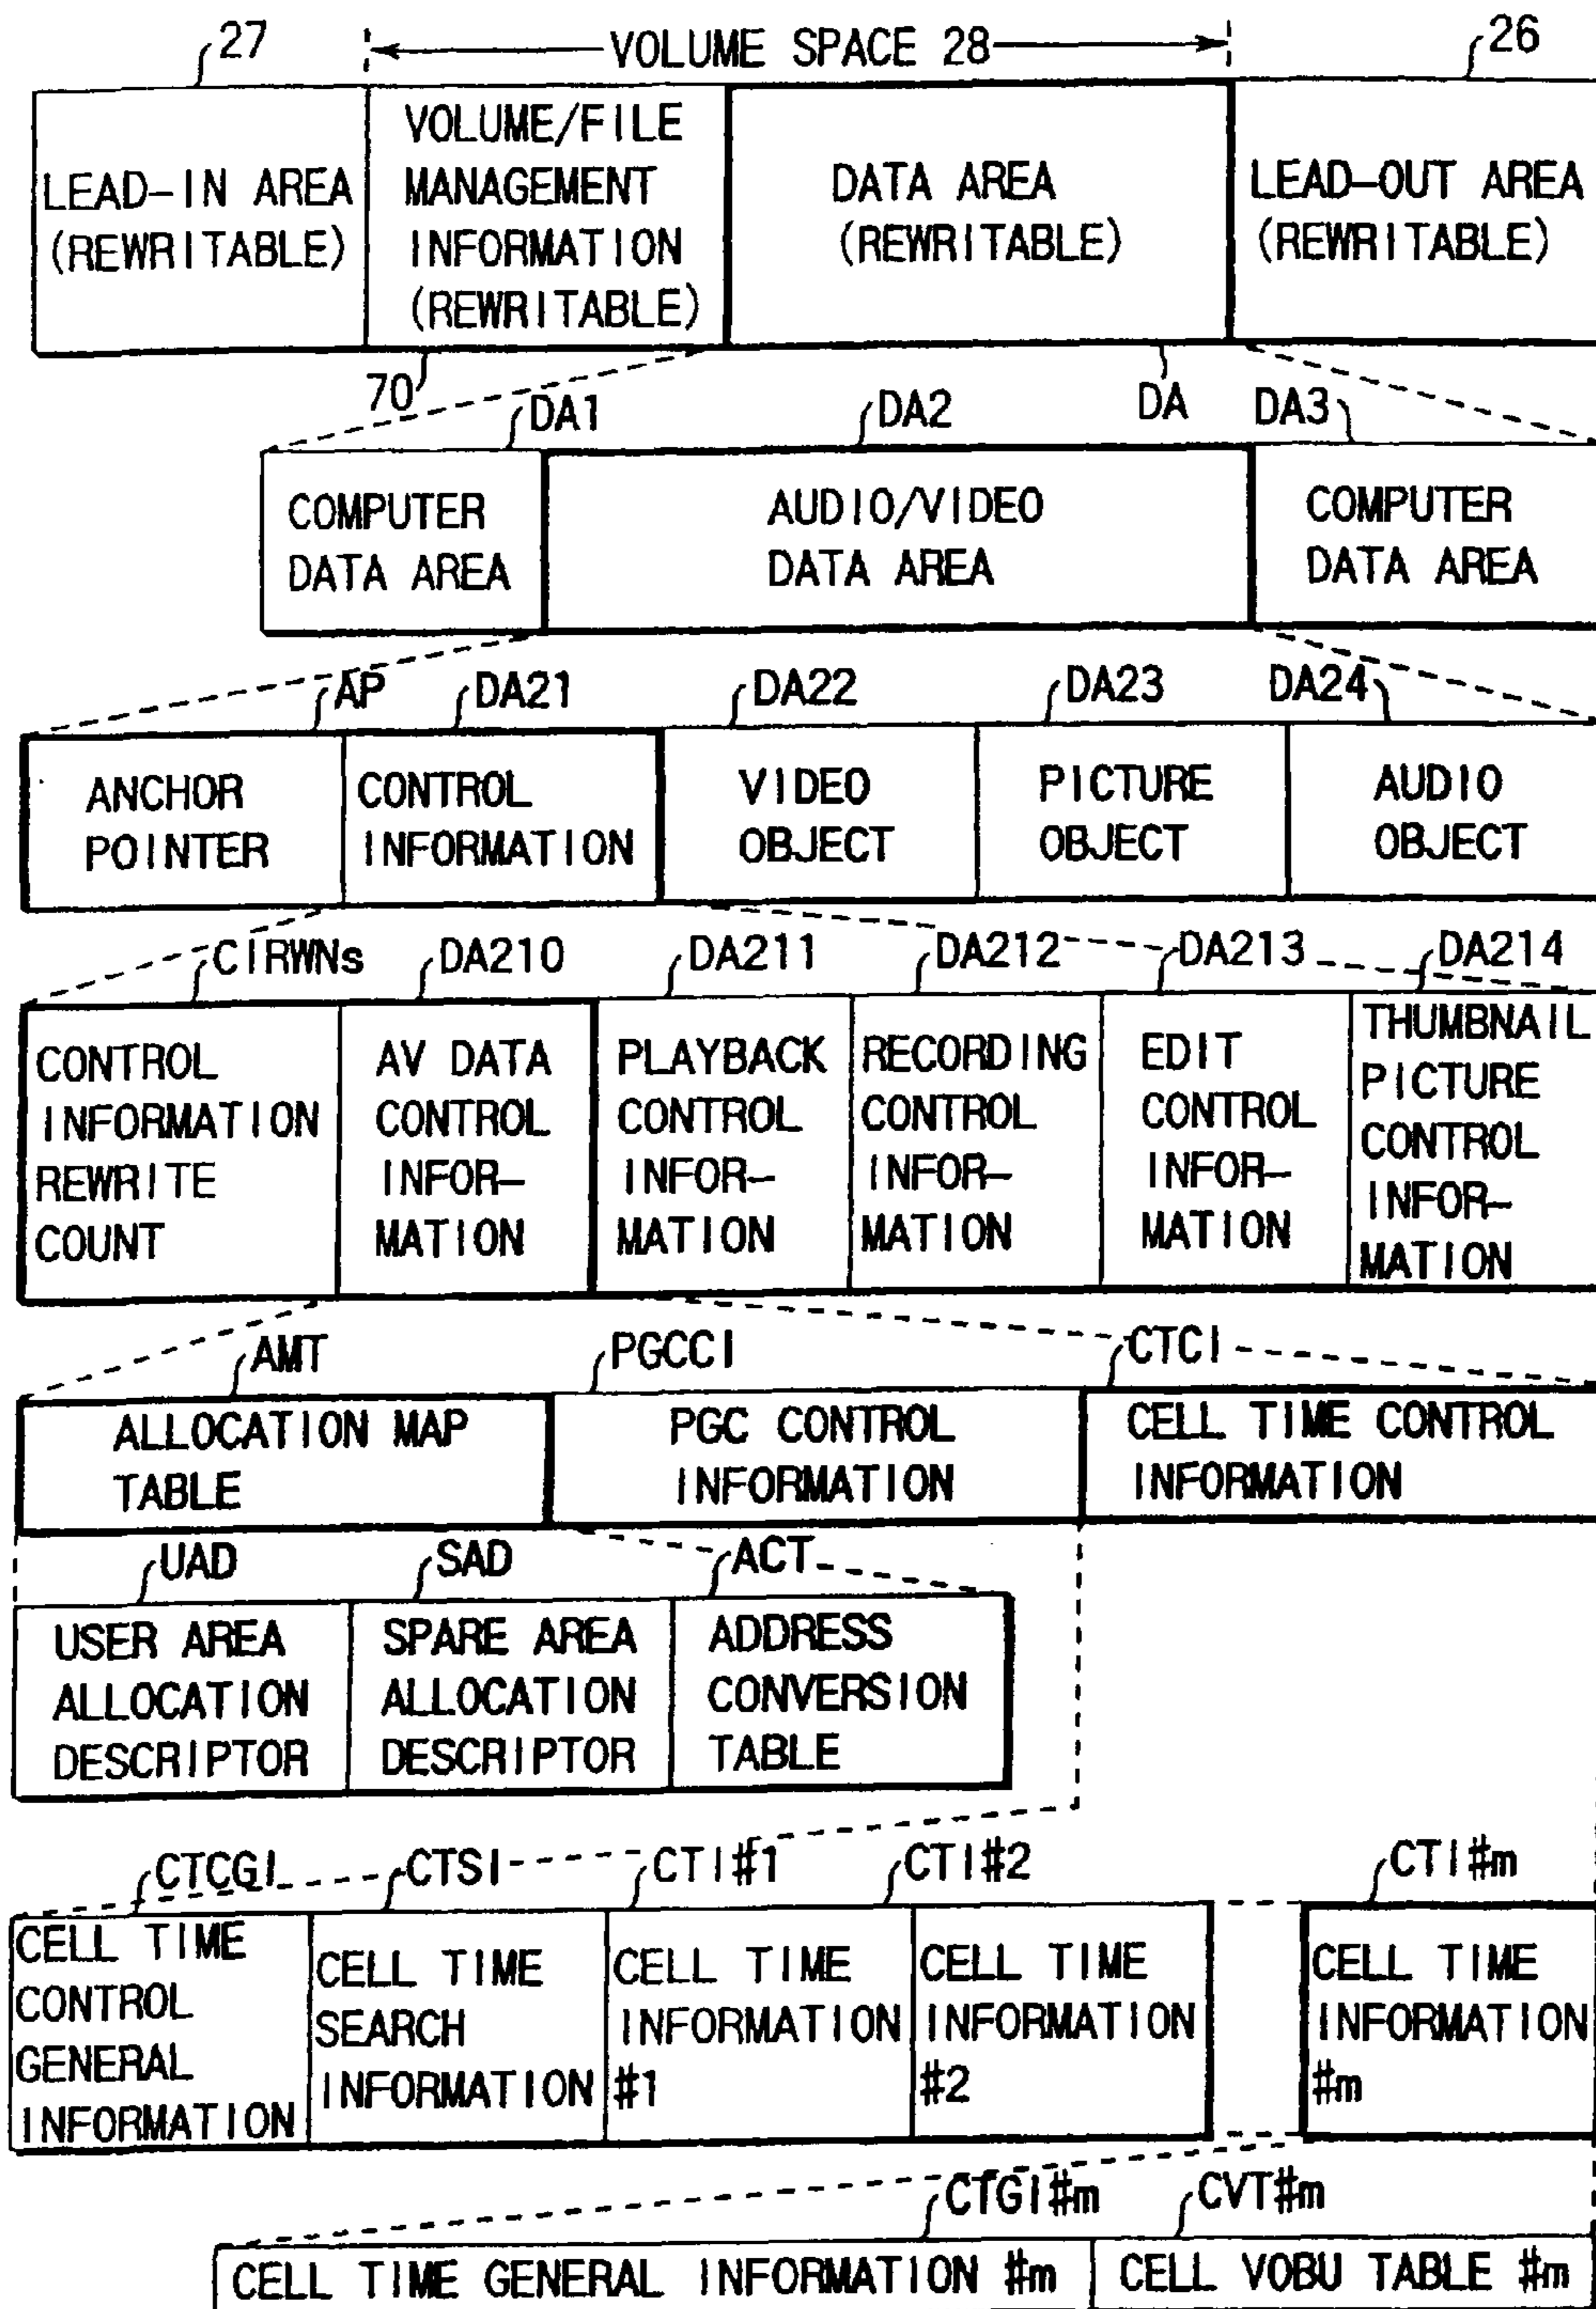 27
VOLUME SPACE 28
26
LEAD-IN AREA
(REWRITABLE)
VOLUME/FILE
MANAGEMENT
INFORMATION
(REWRITABLE)
DATA AREA
(REWRITABLE)
LEAD-OUT AREA
(REWRITABLE)
70
DA1
DA2
DA
DA3
COMPUTER
DATA AREA
AUDIO/VIDEO
DATA AREA
COMPUTER
DATA AREA
AP
DA21
DA22
DA23
DA24
ANCHOR
POINTER
CONTROL
INFORMATION
VIDEO
OBJECT
PICTURE
OBJECT
AUDIO
OBJECT
CIRWNs
DA210
DA211
DA212
DA213
DA214
CONTROL
INFORMATION
REWRITE
COUNT
AV DATA
CONTROL
INFOR-
MATION
PLAYBACK
CONTROL
INFOR-
MATION
RECORDING
CONTROL
INFOR-
MATION
EDIT
CONTROL
INFOR-
MATION
THUMBNAIL
PICTURE
CONTROL
INFOR-
MATION
AMT
PGCCI
CTCI
ALLOCATION MAP
TABLE
PGC CONTROL
INFORMATION
CELL TIME CONTROL
INFORMATION
UAD
SAD
ACT
USER AREA
ALLOCATION
DESCRIPTOR
SPARE AREA
ALLOCATION
DESCRIPTOR
ADDRESS
CONVERSION
TABLE
CTCGI
CTSI
CTI#1
CTI#2
CTI#m
CELL TIME
CONTROL
GENERAL
INFORMATION
CELL TIME
SEARCH
INFORMATION
CELL TIME
INFORMATION
#1
CELL TIME
INFORMATION
#2
CELL TIME
INFORMATION
#m
CTGI#m
CVT#m
CELL TIME GENERAL INFORMATION #m
CELL VOBU TABLE #m